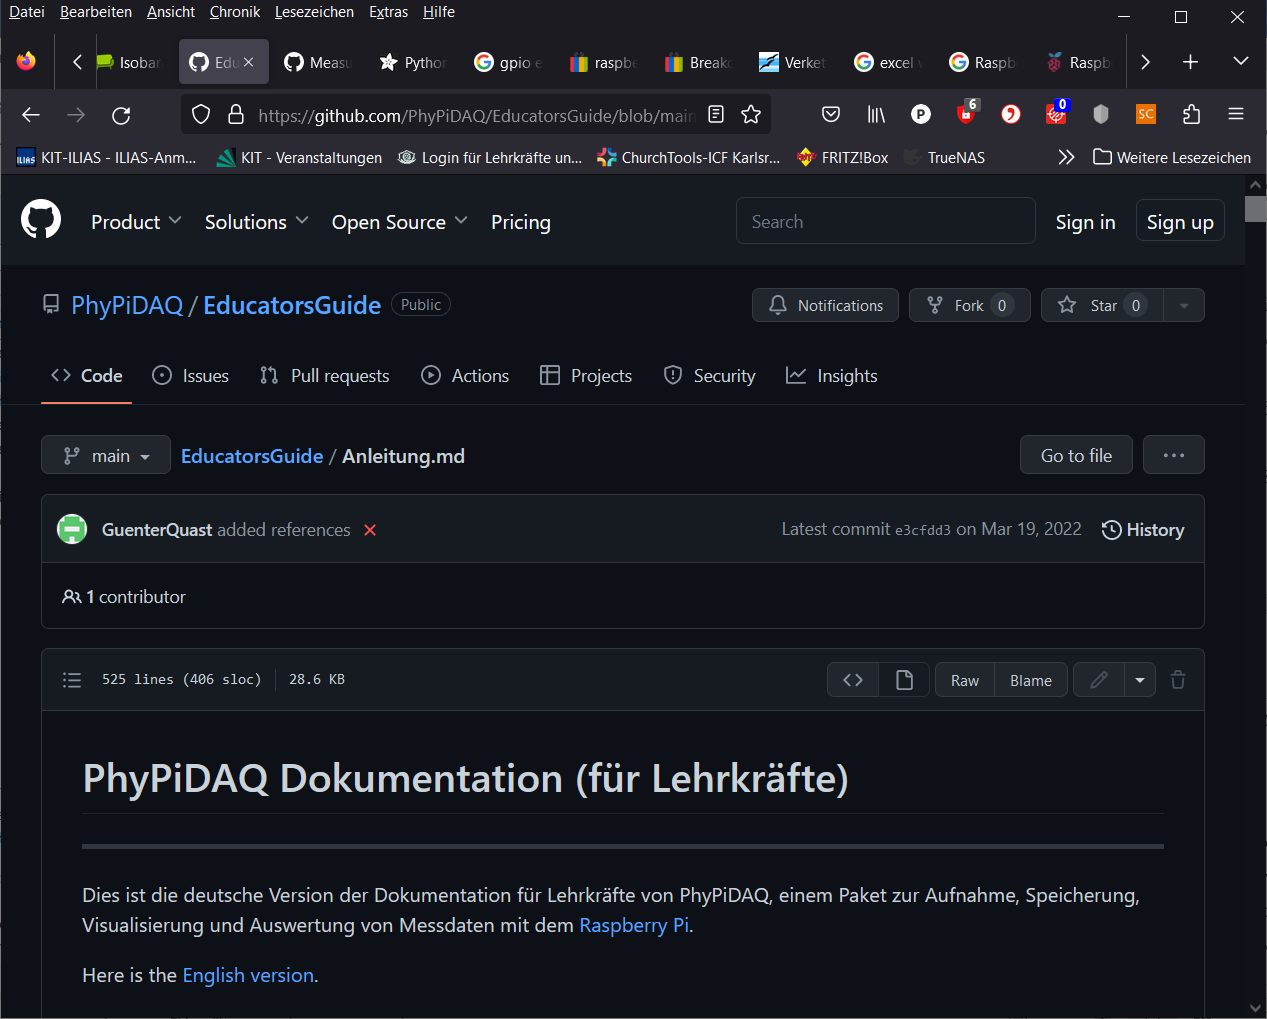 Datei Bearbeiten Ansicht Chronik Lesezeichen Extras Hilfe
Isobar Edu Measu Python gpio e raspbe Breako Verket excel Raspb Raspb
https://github.com/PhyPiDAQ/EducatorsGuide/blob/main 6 0 SC
ILIAS KIT-ILIAS - ILIAS-Anm... KIT - Veranstaltungen Login für Lehrkräfte un... ChurchTools-ICF Karlsr... FRITZ!Box TrueNAS Weitere Lesezeichen
Product Solutions Open Source Pricing Search Sign in Sign up
PhyPiDAQ / EducatorsGuide Public Notifications Fork 0 Star 0
Code Issues Pull requests Actions Projects Security Insights
main EducatorsGuide / Anleitung.md Go to file
GuenterQuast added references Latest commit e3cfdd3 on Mar 19, 2022 History
1 contributor
525 lines (406 sloc) 28.6 KB Raw Blame
PhyPiDAQ Dokumentation (für Lehrkräfte)
Dies ist die deutsche Version der Dokumentation für Lehrkräfte von PhyPiDAQ, einem Paket zur Aufnahme, Speicherung,
Visualisierung und Auswertung von Messdaten mit dem Raspberry Pi.
Here is the English version.